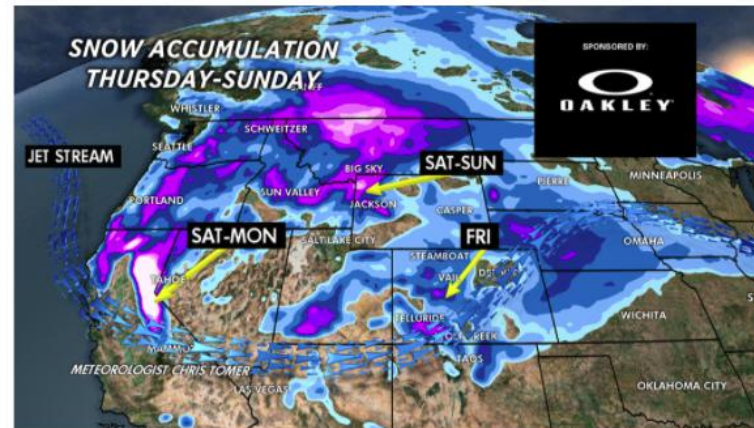 SNOW ACCUMULATION
THURSDAY-SUNDAY
SPONSORED BY:
OAKLEY
WHISTLER
SCHWEITZER
SEATTLE
JET STREAM
BIG SKY
SAT-SUN
MINNEAPOLIS
PIERRE
SUN VALLEY
JACKSON
PORTLAND
CASPER
SAT-MON
SALT LAKE CITY
FRI
OMAHA
STEAMBOAT
TAHOE
VAIL
TELLURIDE
WICHITA
TAOS
METEOROLOGIST CHRIS TOMER
LAS VEGAS
OKLAHOMA CITY